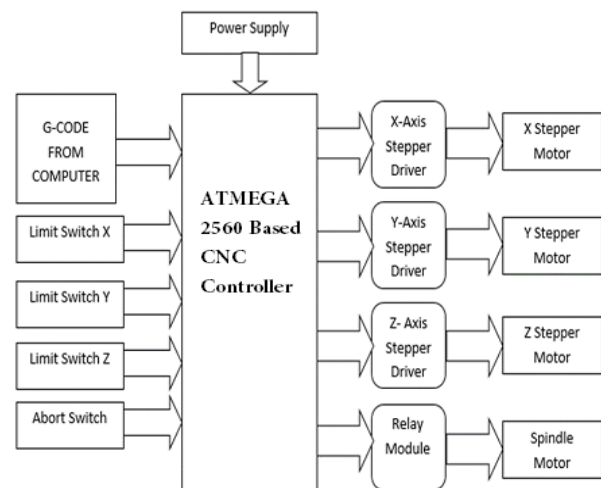 Power Supply
G-CODE
FROM
COMPUTER
Limit Switch X
Limit Switch Y
Limit Switch Z
Abort Switch
ATMEGA
2560 Based
CNC
Controller
X-Axis
Stepper
Driver
X Stepper
Motor
Y-Axis
Stepper
Driver
Y Stepper
Motor
Z- Axis
Stepper
Driver
Z Stepper
Motor
Relay
Module
Spindle
Motor